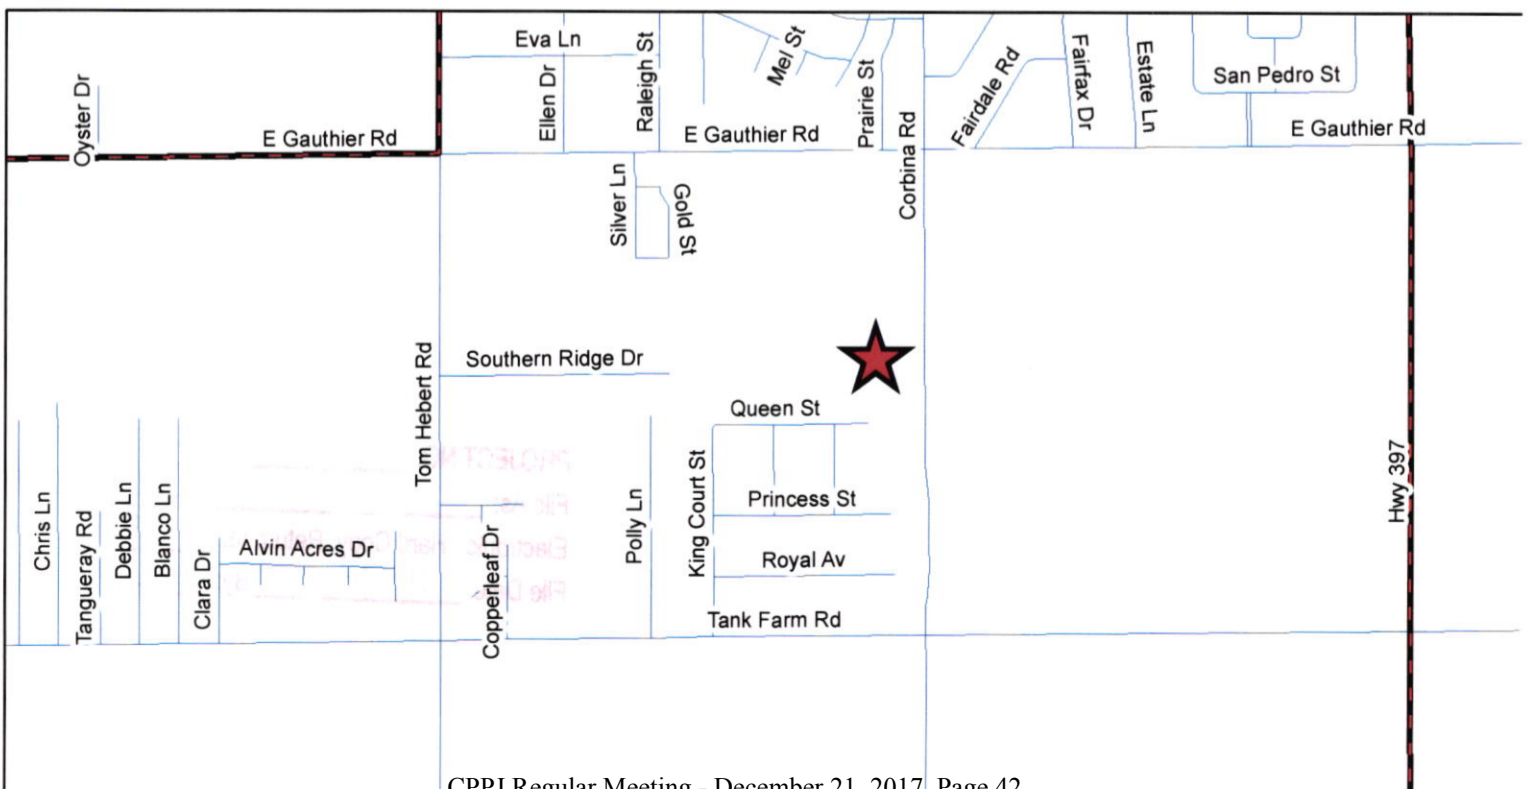 Eva Ln
Ellen Dr
Raleigh St
Mel St
Prairie St
Corbina Rd
Fairdale Rd
Fairfax Dr
Estate Ln
San Pedro St
Oyster Dr
E Gauthier Rd
E Gauthier Rd
E Gauthier Rd
Silver Ln
Gold St
Tom Hebert Rd
Southern Ridge Dr
Queen St
King Court St
Princess St
Royal Av
Hwy 397
Chris Ln
Tangueray Rd
Debbie Ln
Blanco Ln
Clara Dr
Alvin Acres Dr
Copperleaf Dr
Polly Ln
Tank Farm Rd
CPPJ Regular Meeting - December 21, 2017 Page 42